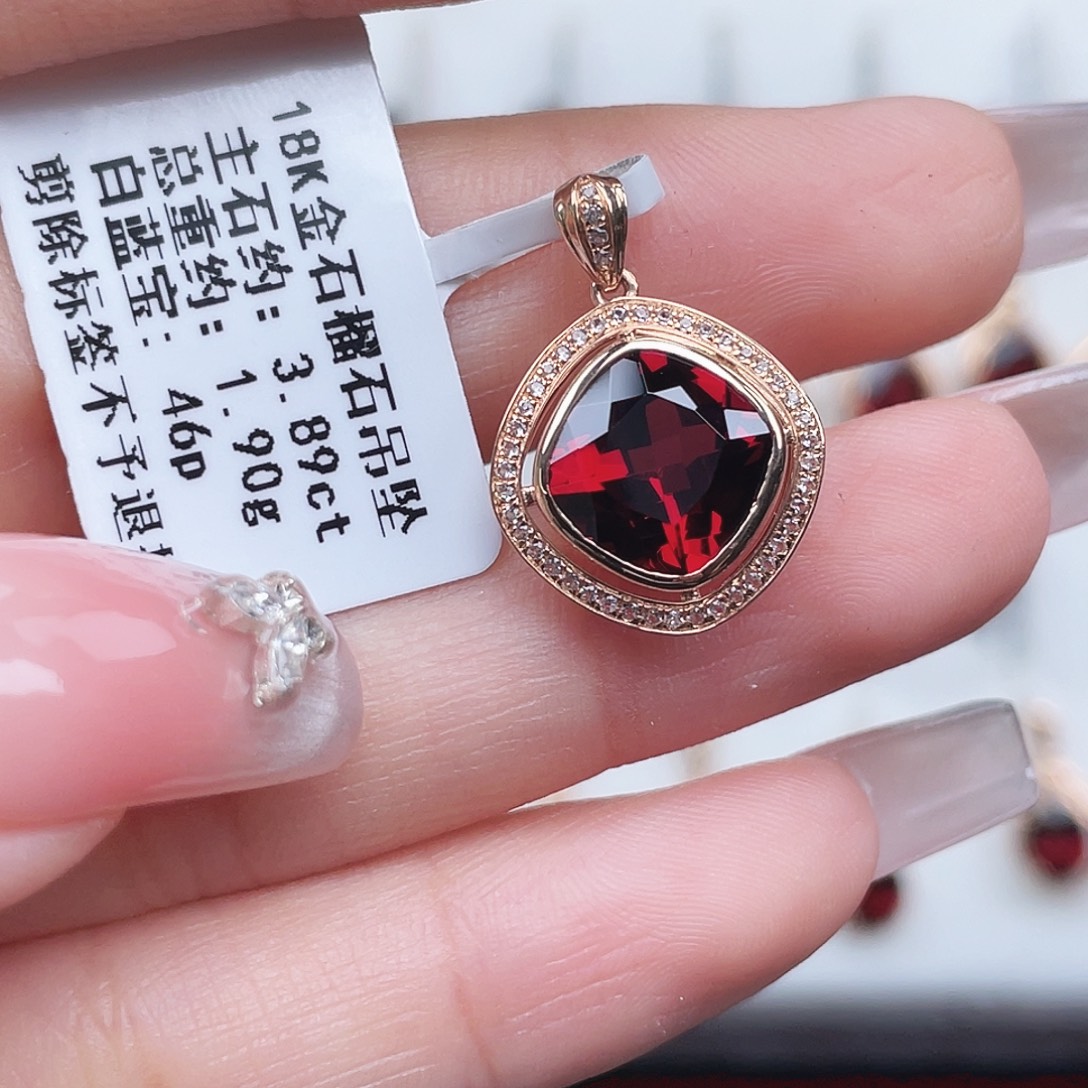 18K金石榴石吊坠
主石约: 3.89ct
总重约: 1.90g
白蓝宝: 46p
剪除标签不予退